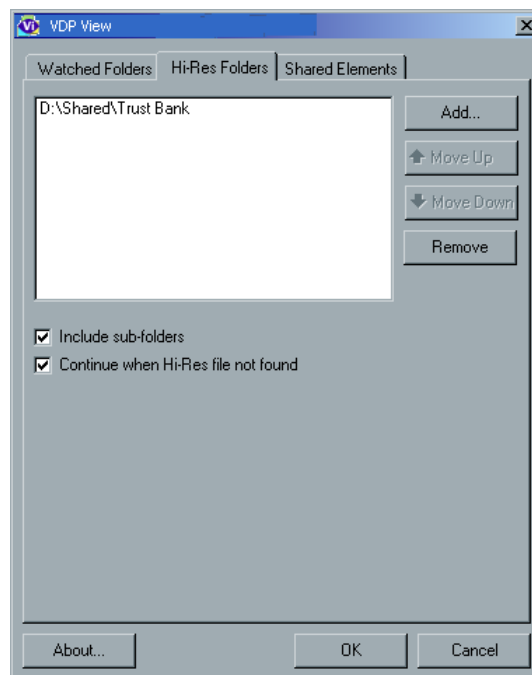 Vi VDP View
Watched Folders Hi-Res Folders Shared Elements
D:\Shared\Trust Bank
Add...
Move Up
Move Down
Remove
Include sub-folders
Continue when Hi-Res file not found
About... OK Cancel